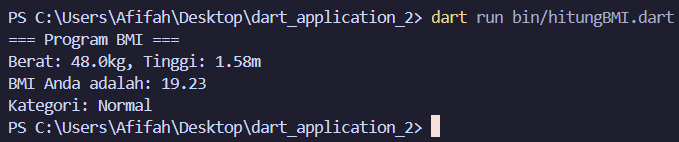 PS C:\Users\Afifah\Desktop\dart_application_2> dart run bin/hitungBMI.dart
=== Program BMI ===
Berat: 48.0kg, Tinggi: 1.58m
BMI Anda adalah: 19.23
Kategori: Normal
PS C:\Users\Afifah\Desktop\dart_application_2>